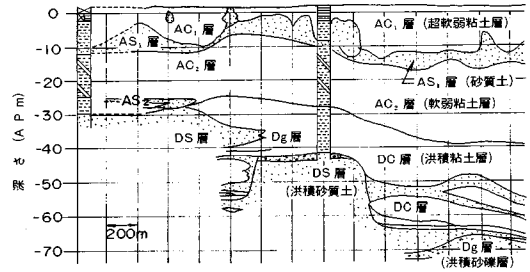 0
-10
-20
-30
-40
-50
-60
-70
深さ (APm)
AS₁層
AC₁層
AC₂層
AS₂
DS層
Dg層
200m
AC₁層 (超軟弱粘土層)
AS₁層 (砂質土)
AC₂層 (軟弱粘土層)
DC層 (洪積粘土層)
DS層
(洪積砂質土)
DC層
Dg層
(洪積砂礫層)